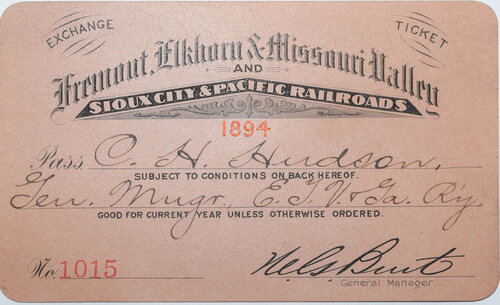 EXCHANGE TICKET
Fremont, Elkhorn & Missouri Valley
AND
SIOUX CITY & PACIFIC RAILROADS
1894
Pass C. H. Hudson,
SUBJECT TO CONDITIONS ON BACK HEREOF.
Gen. Mngr, E. T. V. & Ga. R'y.
GOOD FOR CURRENT YEAR UNLESS OTHERWISE ORDERED.
No. 1015
Burt
General Manager